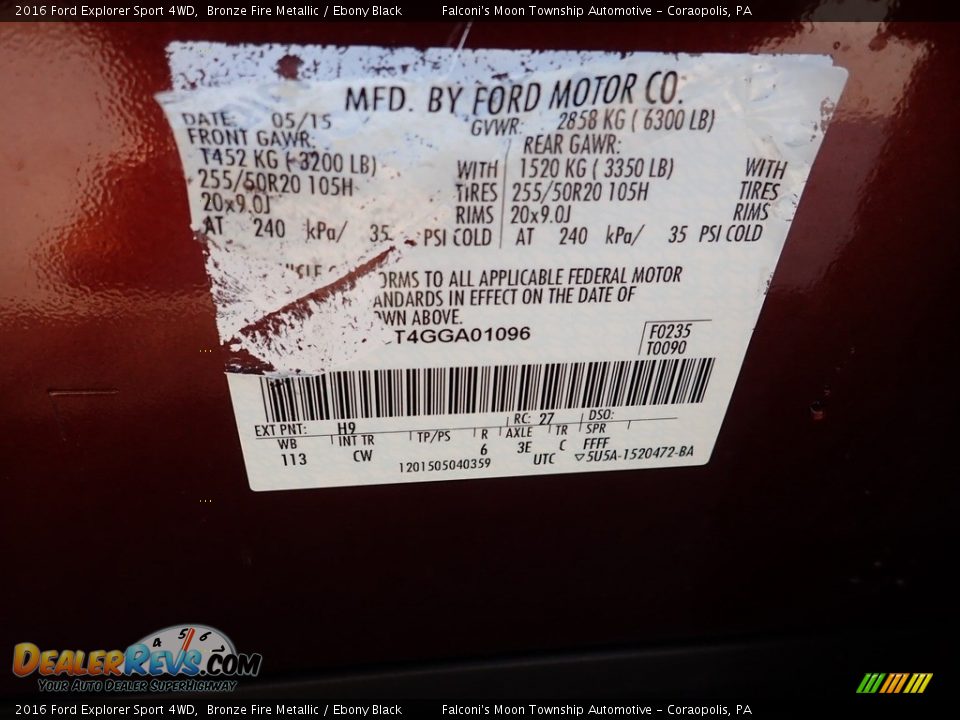 2016 Ford Explorer Sport 4WD, Bronze Fire Metallic / Ebony Black Falconi's Moon Township Automotive - Coraopolis, PA
MFD. BY FORD MOTOR CO.
DATE: 05/15 GVWR: 2858 KG ( 6300 LB)
FRONT GAWR: REAR GAWR:
1452 KG ( 3200 LB) WITH 1520 KG ( 3350 LB) WITH
255/50R20 105H TIRES 255/50R20 105H TIRES
20x9.0J RIMS 20x9.0J RIMS
AT 240 kPa/ 35 PSI COLD AT 240 kPa/ 35 PSI COLD
ORMS TO ALL APPLICABLE FEDERAL MOTOR
ANDARDS IN EFFECT ON THE DATE OF
OWN ABOVE.
T4GGA01096
F0235
T0090
EXT PNT: H9 RC: 27 DSO:
WB INT TR TP/PS R AXLE TR SPR
113 CW 6 3E C FFFF
1201505040359 UTC ▽5U5A-1520472-BA
DEALERREVS.COM
YOUR AUTO DEALER SUPERHIGHWAY
4 5 6
2016 Ford Explorer Sport 4WD, Bronze Fire Metallic / Ebony Black Falconi's Moon Township Automotive - Coraopolis, PA